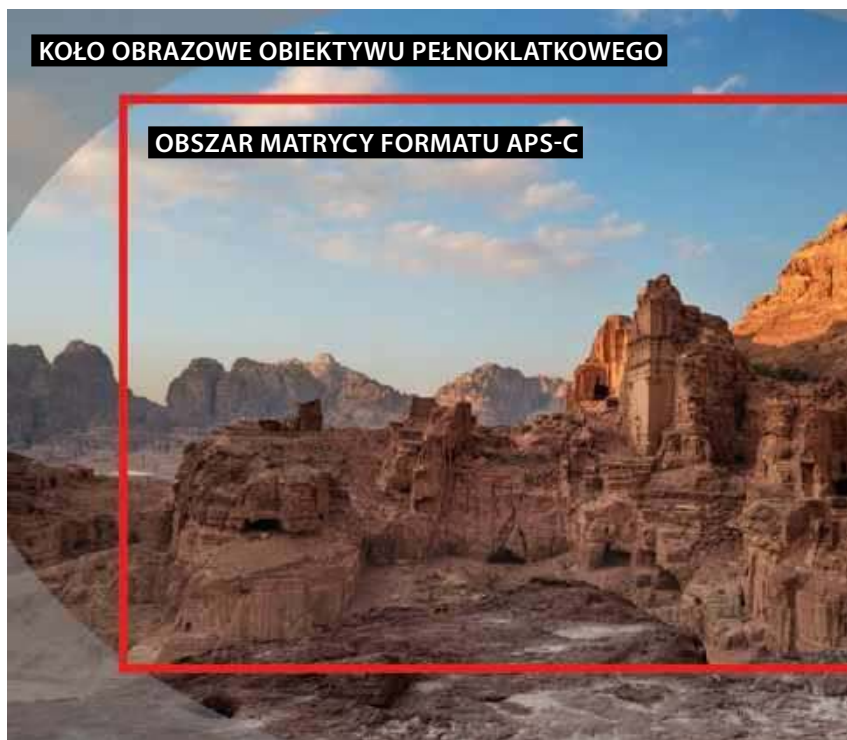 KOŁO OBRAZOWE OBIEKTYWU PEŁNOKLATKOWEGO
OBSZAR MATRYCY FORMATU APS-C